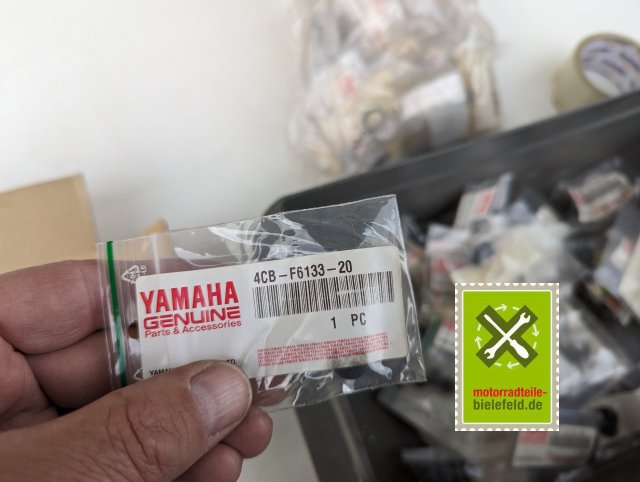 4CB-F6133-20
YAMAHA
GENUINE
Parts & Accessories
1 PC
motorradteile-
bielefeld.de